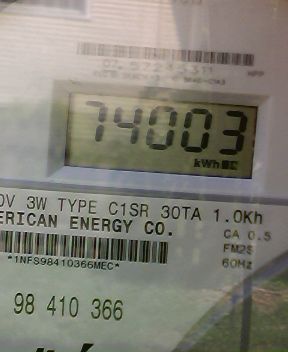 74003
kWh
0V 3W TYPE C1SR 30TA 1.0Kh
ERICAN ENERGY CO.
CA 0.5
FM2S
60Hz
*1NFS98410366MEC*
98 410 366